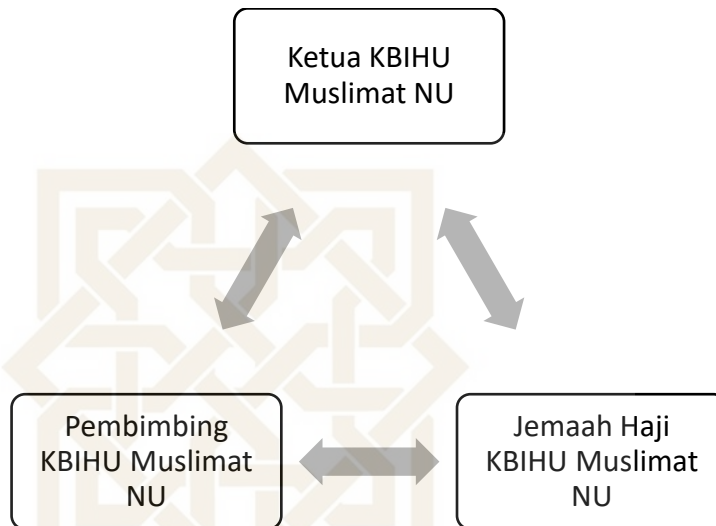 Ketua KBIHU
Muslimat NU
Pembimbing
KBIHU Muslimat
NU
Jemaah Haji
KBIHU Muslimat
NU